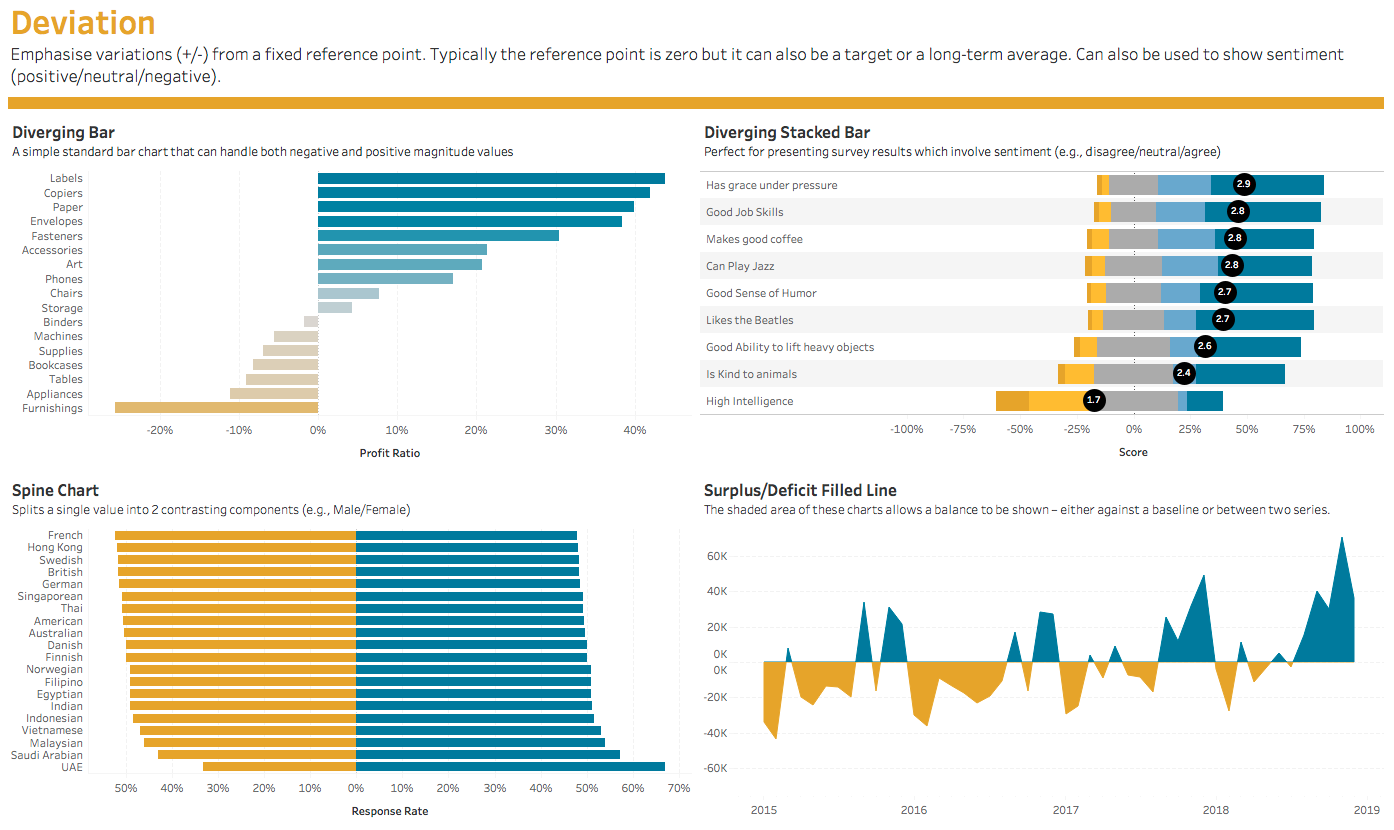 Deviation
Emphasise variations (+/-) from a fixed reference point. Typically the reference point is zero but it can also be a target or a long-term average. Can also be used to show sentiment
(positive/neutral/negative).
Diverging Bar
A simple standard bar chart that can handle both negative and positive magnitude values
Labels
Copiers
Paper
Envelopes
Fasteners
Accessories
Art
Phones
Chairs
Storage
Binders
Machines
Supplies
Bookcases
Tables
Appliances
Furnishings
-20% -10% 0% 10% 20% 30% 40%
Profit Ratio
Diverging Stacked Bar
Perfect for presenting survey results which involve sentiment (e.g., disagree/neutral/agree)
Has grace under pressure 2.9
Good Job Skills 2.8
Makes good coffee 2.8
Can Play Jazz 2.8
Good Sense of Humor 2.7
Likes the Beatles 2.7
Good Ability to lift heavy objects 2.6
Is Kind to animals 2.4
High Intelligence 1.7
-100% -75% -50% -25% 0% 25% 50% 75% 100%
Score
Spine Chart
Splits a single value into 2 contrasting components (e.g., Male/Female)
French
Hong Kong
Swedish
British
German
Singaporean
Thai
American
Australian
Danish
Finnish
Norwegian
Filipino
Egyptian
Indian
Indonesian
Vietnamese
Malaysian
Saudi Arabian
UAE
50% 40% 30% 20% 10% 0% 10% 20% 30% 40% 50% 60% 70%
Response Rate
Surplus/Deficit Filled Line
The shaded area of these charts allows a balance to be shown – either against a baseline or between two series.
60K
40K
20K
0K
0K
-20K
-40K
-60K
2015 2016 2017 2018 2019